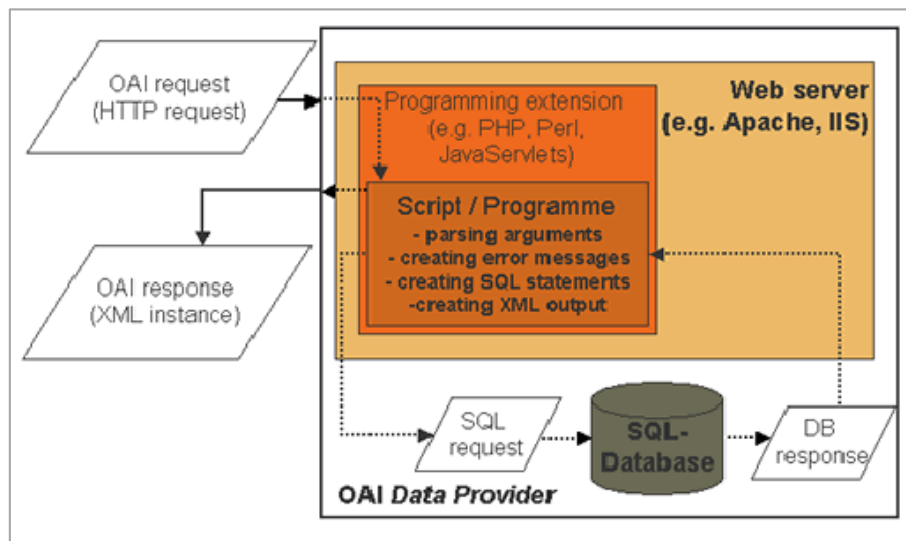 OAI request
(HTTP request)
Programming extension
(e.g. PHP, Perl,
JavaServlets)
Web server
(e.g. Apache, IIS)
Script / Programme
- parsing arguments
- creating error messages
- creating SQL statements
-creating XML output
OAI response
(XML instance)
SQL
request
SQL-
Database
DB
response
OAI Data Provider